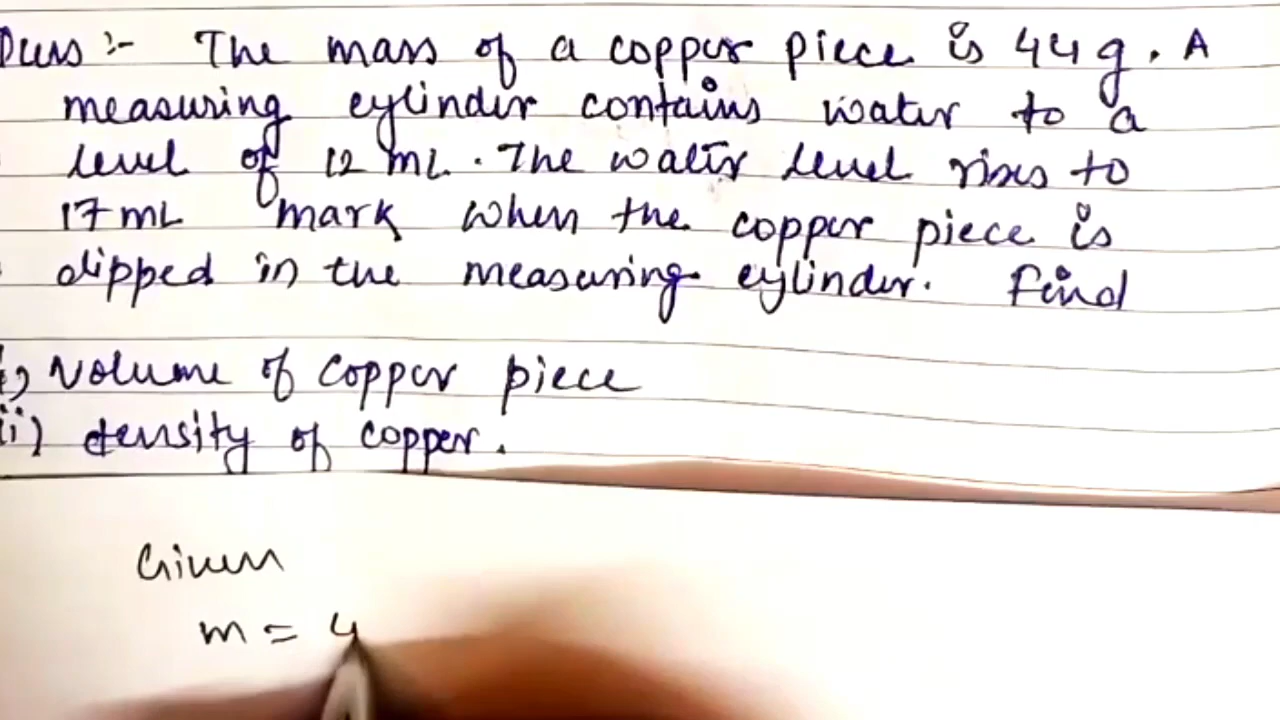 Ques :- The mass of a copper piece is 44 g. A
measuring cylinder contains water to a
level of 12 mL. The water level rises to
17 mL mark when the copper piece is
dipped in the measuring cylinder. Find
i) Volume of copper piece
ii) density of copper.
Given
m = 4